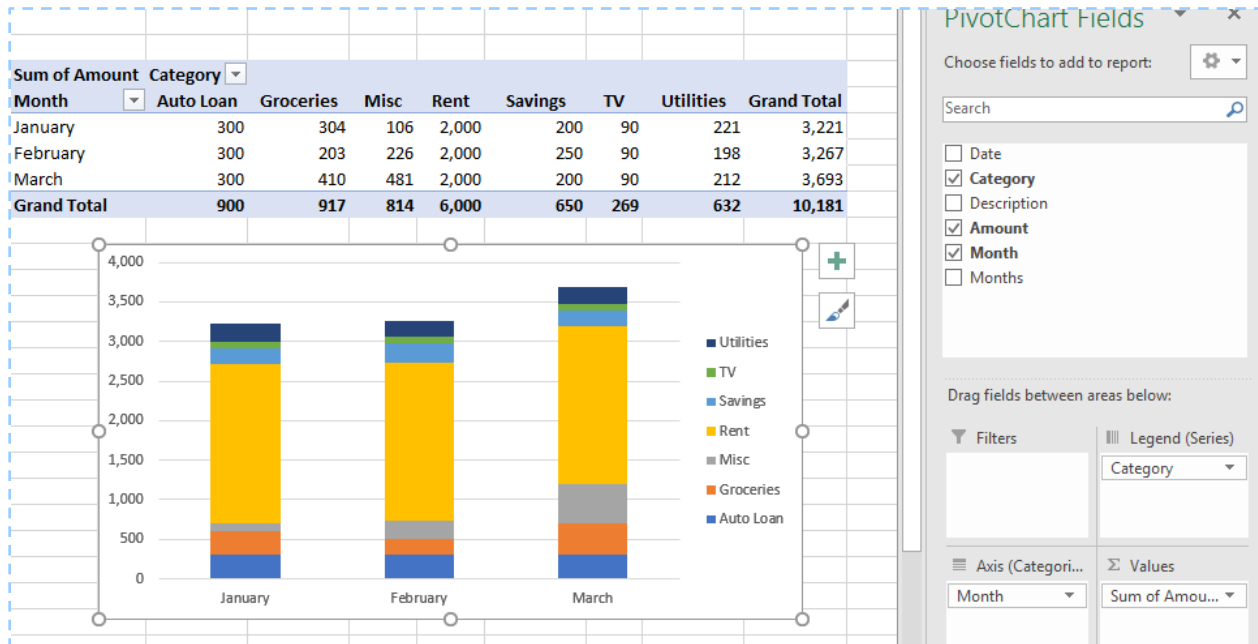 PivotChart Fields
Choose fields to add to report:
Search
Date
Category
Description
Amount
Month
Months
Drag fields between areas below:
Filters
Legend (Series)
Category
Axis (Categori...
Σ Values
Month
Sum of Amou...
Sum of Amount Category
Month Auto Loan Groceries Misc Rent Savings TV Utilities Grand Total
January 300 304 106 2,000 200 90 221 3,221
February 300 203 226 2,000 250 90 198 3,267
March 300 410 481 2,000 200 90 212 3,693
Grand Total 900 917 814 6,000 650 269 632 10,181
4,000
3,500
3,000
2,500
2,000
1,500
1,000
500
0
January February March
Utilities
TV
Savings
Rent
Misc
Groceries
Auto Loan